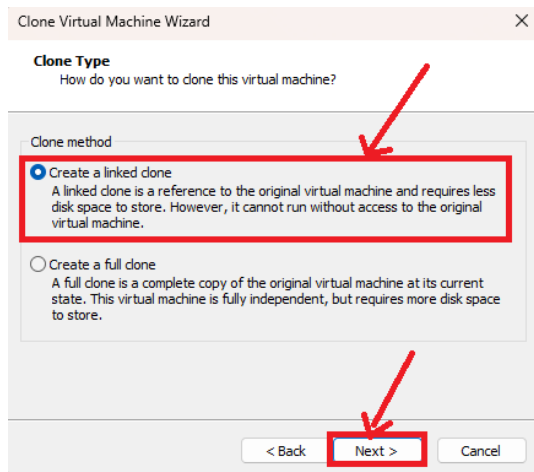 Clone Virtual Machine Wizard
Clone Type
How do you want to clone this virtual machine?
Clone method
Create a linked clone
A linked clone is a reference to the original virtual machine and requires less
disk space to store. However, it cannot run without access to the original
virtual machine.
Create a full clone
A full clone is a complete copy of the original virtual machine at its current
state. This virtual machine is fully independent, but requires more disk space
to store.
< Back Next > Cancel